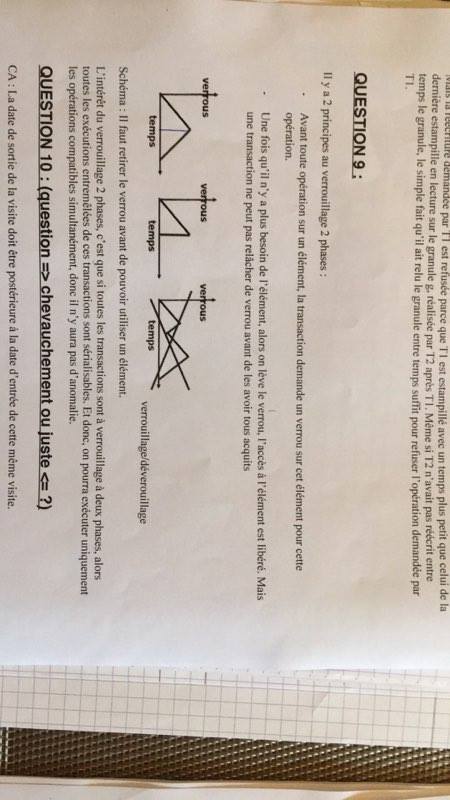 Mais la réécriture demandée par T1 est refusée parce que T1 est estampillé avec un temps plus petit que celui de la
dernière estampille en lecture sur le granule g, réalisée par T2 après T1. Même si T2 n'avait pas réécrit entre
temps le granule, le simple fait qu'il ait relu le granule entre temps suffit pour refuser l'opération demandée par
T1.
QUESTION 9 :
Il y a 2 principes au verrouillage 2 phases :
- Avant toute opération sur un élément, la transaction demande un verrou sur cet élément pour cette
opération.
- Une fois qu'il n'y a plus besoin de l'élément, alors on lève le verrou, l'accès à l'élément est libéré. Mais
une transaction ne peut pas relâcher de verrou avant de les avoir tous acquits
verrous verrous verrous
temps temps temps
verrouillage/déverouillage
Schéma : Il faut retirer le verrou avant de pouvoir utiliser un élément.
L'intérêt du verrouillage 2 phases, c'est que si toutes les transactions sont à verrouillage à deux phases, alors
toutes les exécutions entremêlées de ces transactions sont sérialisables. Et donc, on pourra exécuter uniquement
les opérations compatibles simultanément, donc il n'y aura pas d'anomalie.
QUESTION 10 : (question => chevauchement ou juste <= ?)
CA : La date de sortie de la visite doit être postérieure à la date d'entrée de cette même visite.